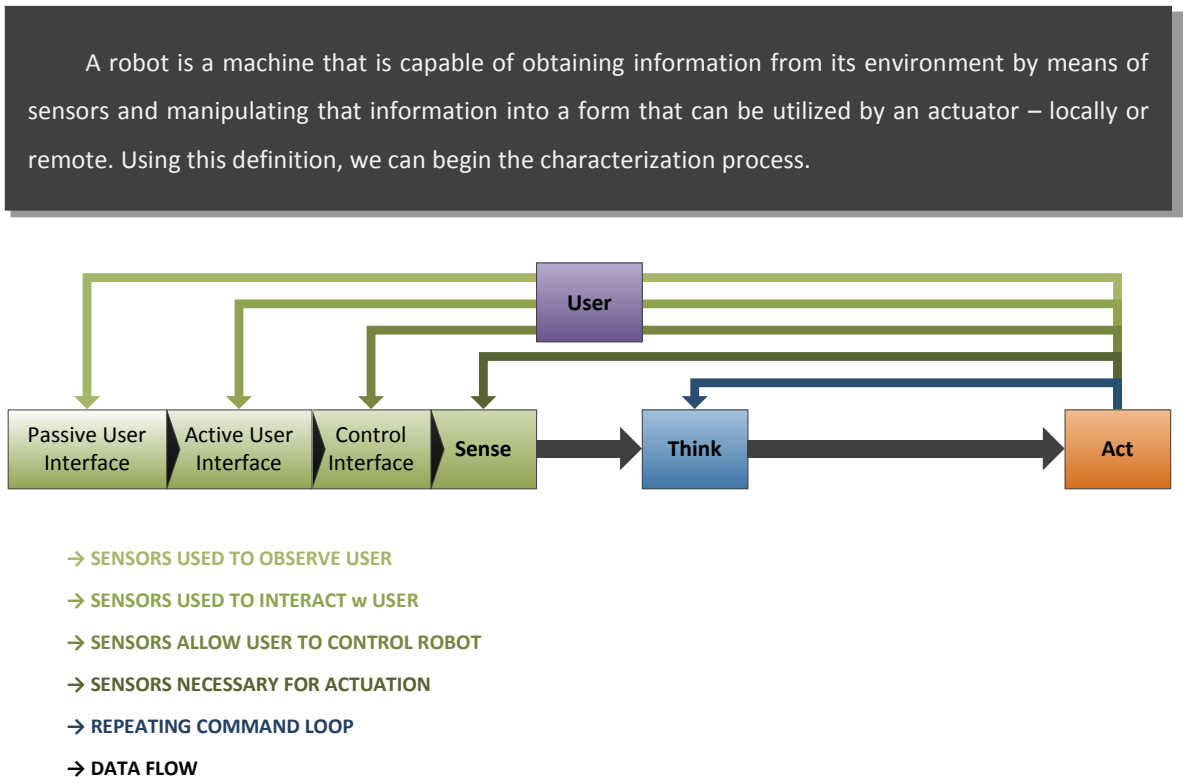 A robot is a machine that is capable of obtaining information from its environment by means of
sensors and manipulating that information into a form that can be utilized by an actuator – locally or
remote. Using this definition, we can begin the characterization process.
User
Passive User
Interface
Active User
Interface
Control
Interface
Sense
Think
Act
→ SENSORS USED TO OBSERVE USER
→ SENSORS USED TO INTERACT w USER
→ SENSORS ALLOW USER TO CONTROL ROBOT
→ SENSORS NECESSARY FOR ACTUATION
→ REPEATING COMMAND LOOP
→ DATA FLOW